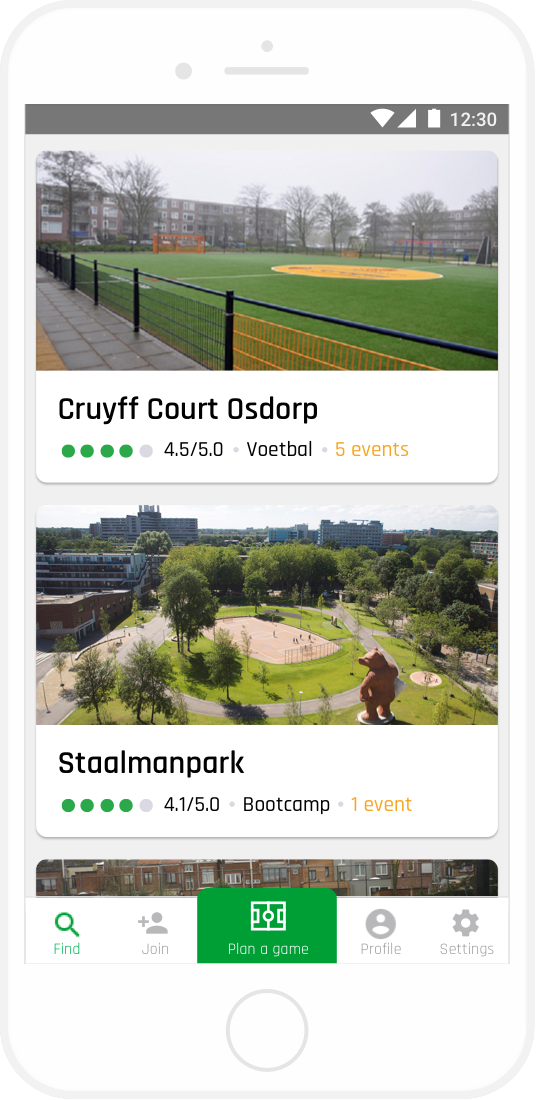 12:30
Cruyff Court Osdorp
4.5/5.0 • Voetbal • 5 events
Staalmanpark
4.1/5.0 • Bootcamp • 1 event
Find
Join
Plan a game
Profile
Settings